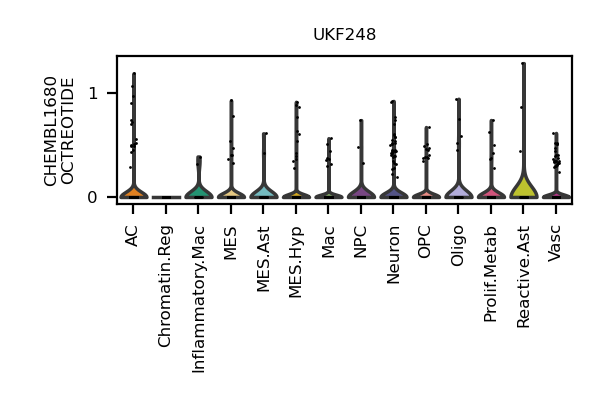 UKF248
CHEMBL1680
OCTREOTIDE
1
0
AC
Chromatin.Reg
Inflammatory.Mac
MES
MES.Ast
MES.Hyp
Mac
NPC
Neuron
OPC
Oligo
Prolif.Metab
Reactive.Ast
Vasc